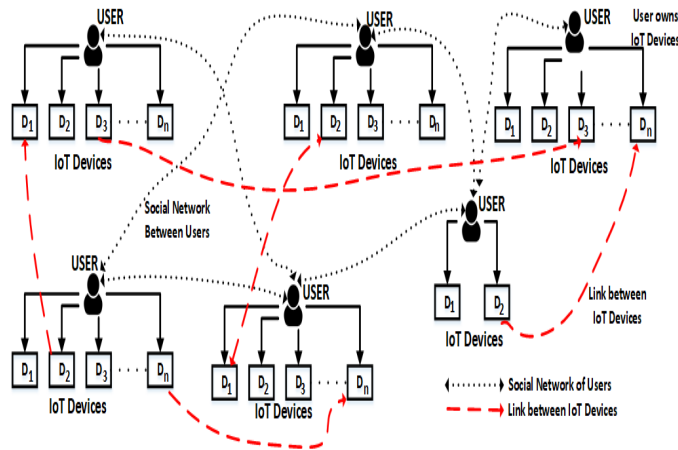 USER
USER
USER
User owns
IoT Devices
D1
D2
D3
Dn
IoT Devices
D1
D2
D3
Dn
IoT Devices
D1
D2
D3
Dn
IoT Devices
Social Network
Between Users
USER
USER
USER
D1
D2
IoT Devices
Link between
IoT Devices
D1
D2
D3
Dn
IoT Devices
D1
D2
D3
Dn
IoT Devices
Social Network of Users
Link between IoT Devices